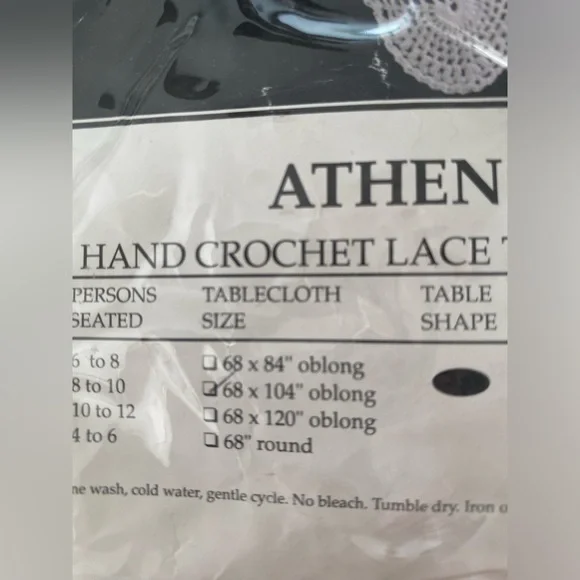 ATHEN
HAND CROCHET LACE
PERSONS SEATED TABLECLOTH SIZE TABLE SHAPE
6 to 8 ❑ 68 x 84" oblong
8 to 10 ❑ 68 x 104" oblong
10 to 12 ❑ 68 x 120" oblong
4 to 6 ❑ 68" round
ne wash, cold water, gentle cycle. No bleach. Tumble dry. Iron o